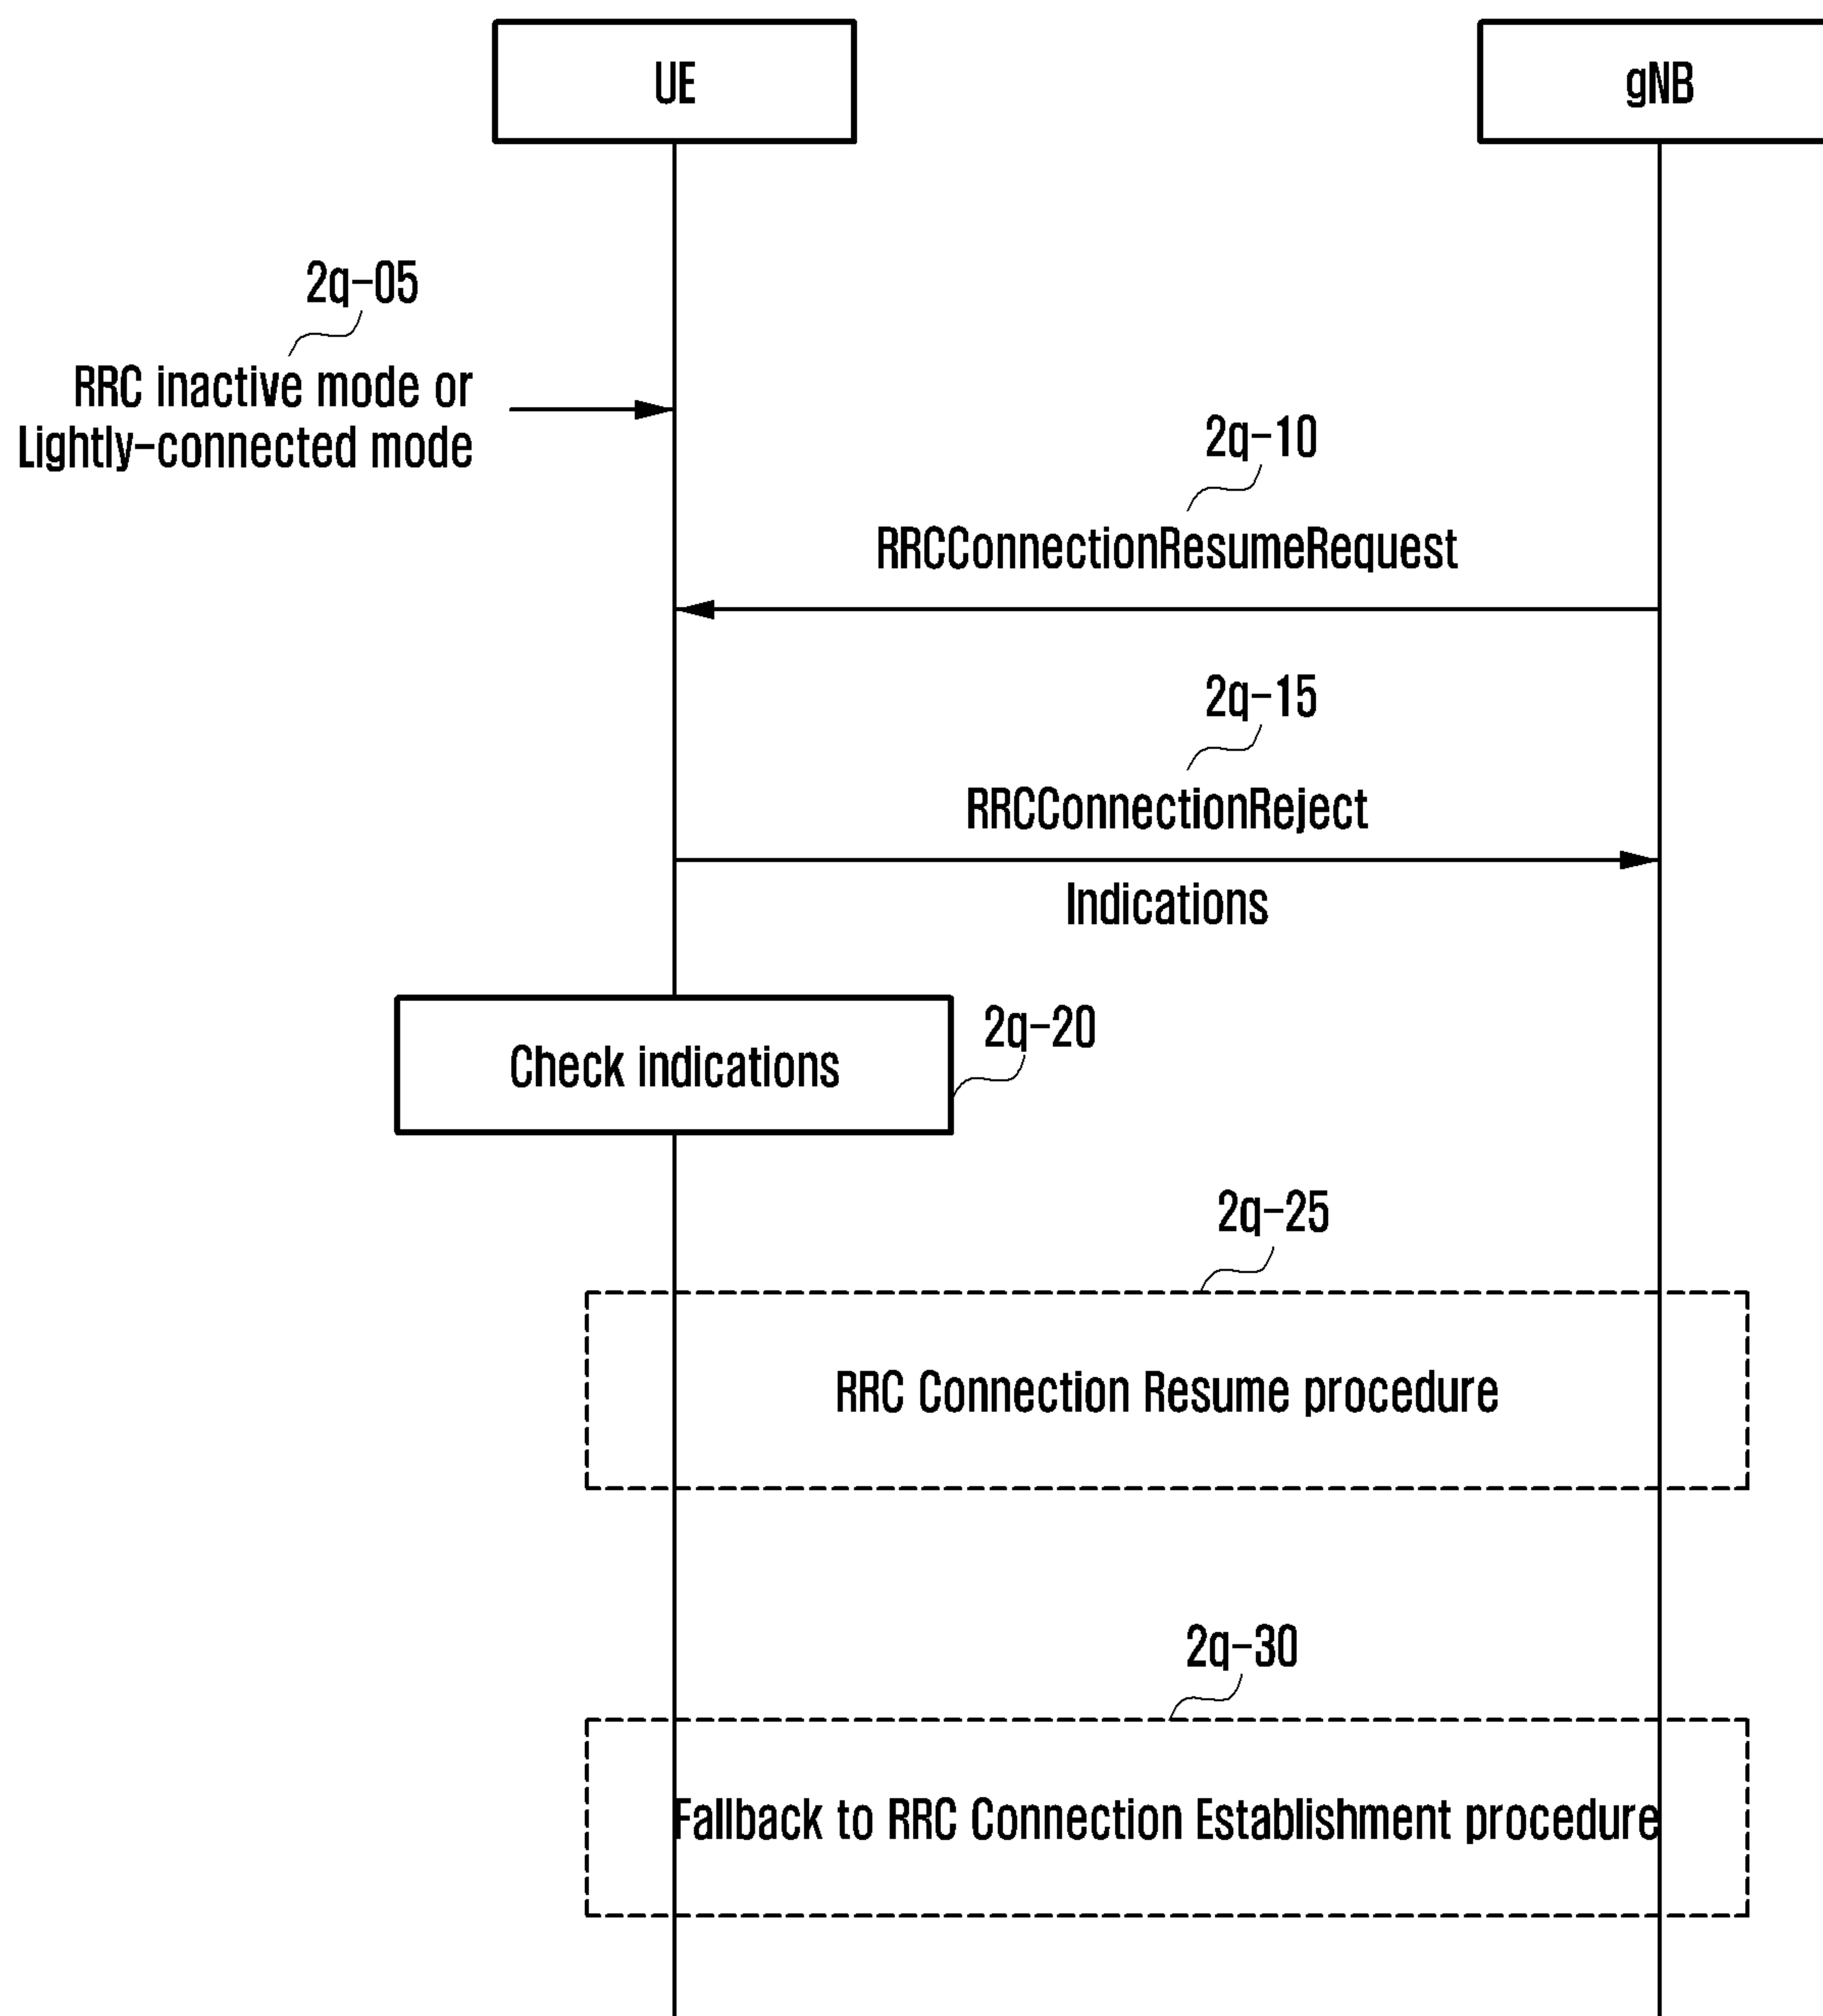 UE
gNB
2q-05
RRC inactive mode or
Lightly-connected mode
2q-10
RRCConnectionResumeRequest
2q-15
RRCConnectionReject
Indications
Check indications
2q-20
2q-25
RRC Connection Resume procedure
2q-30
Fallback to RRC Connection Establishment procedure